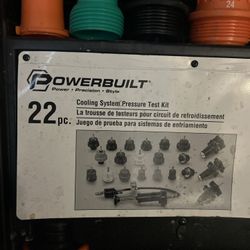 24
POWERBUILT®
Power • Precision • Style
22 pc.
Cooling System Pressure Test Kit
La trousse de testeurs pour circuit de refroidissement
Juego de prueba para sistemas de enfriamiento